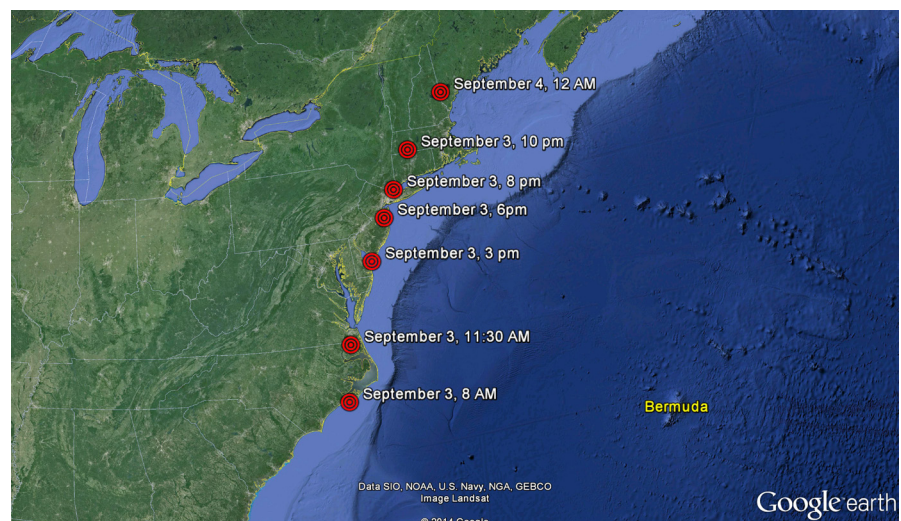 September 4, 12 AM
September 3, 10 pm
September 3, 8 pm
September 3, 6pm
September 3, 3 pm
September 3, 11:30 AM
September 3, 8 AM
Bermuda
Data SIO, NOAA, U.S. Navy, NGA, GEBCO
Image Landsat
Google earth
© 2014 Google